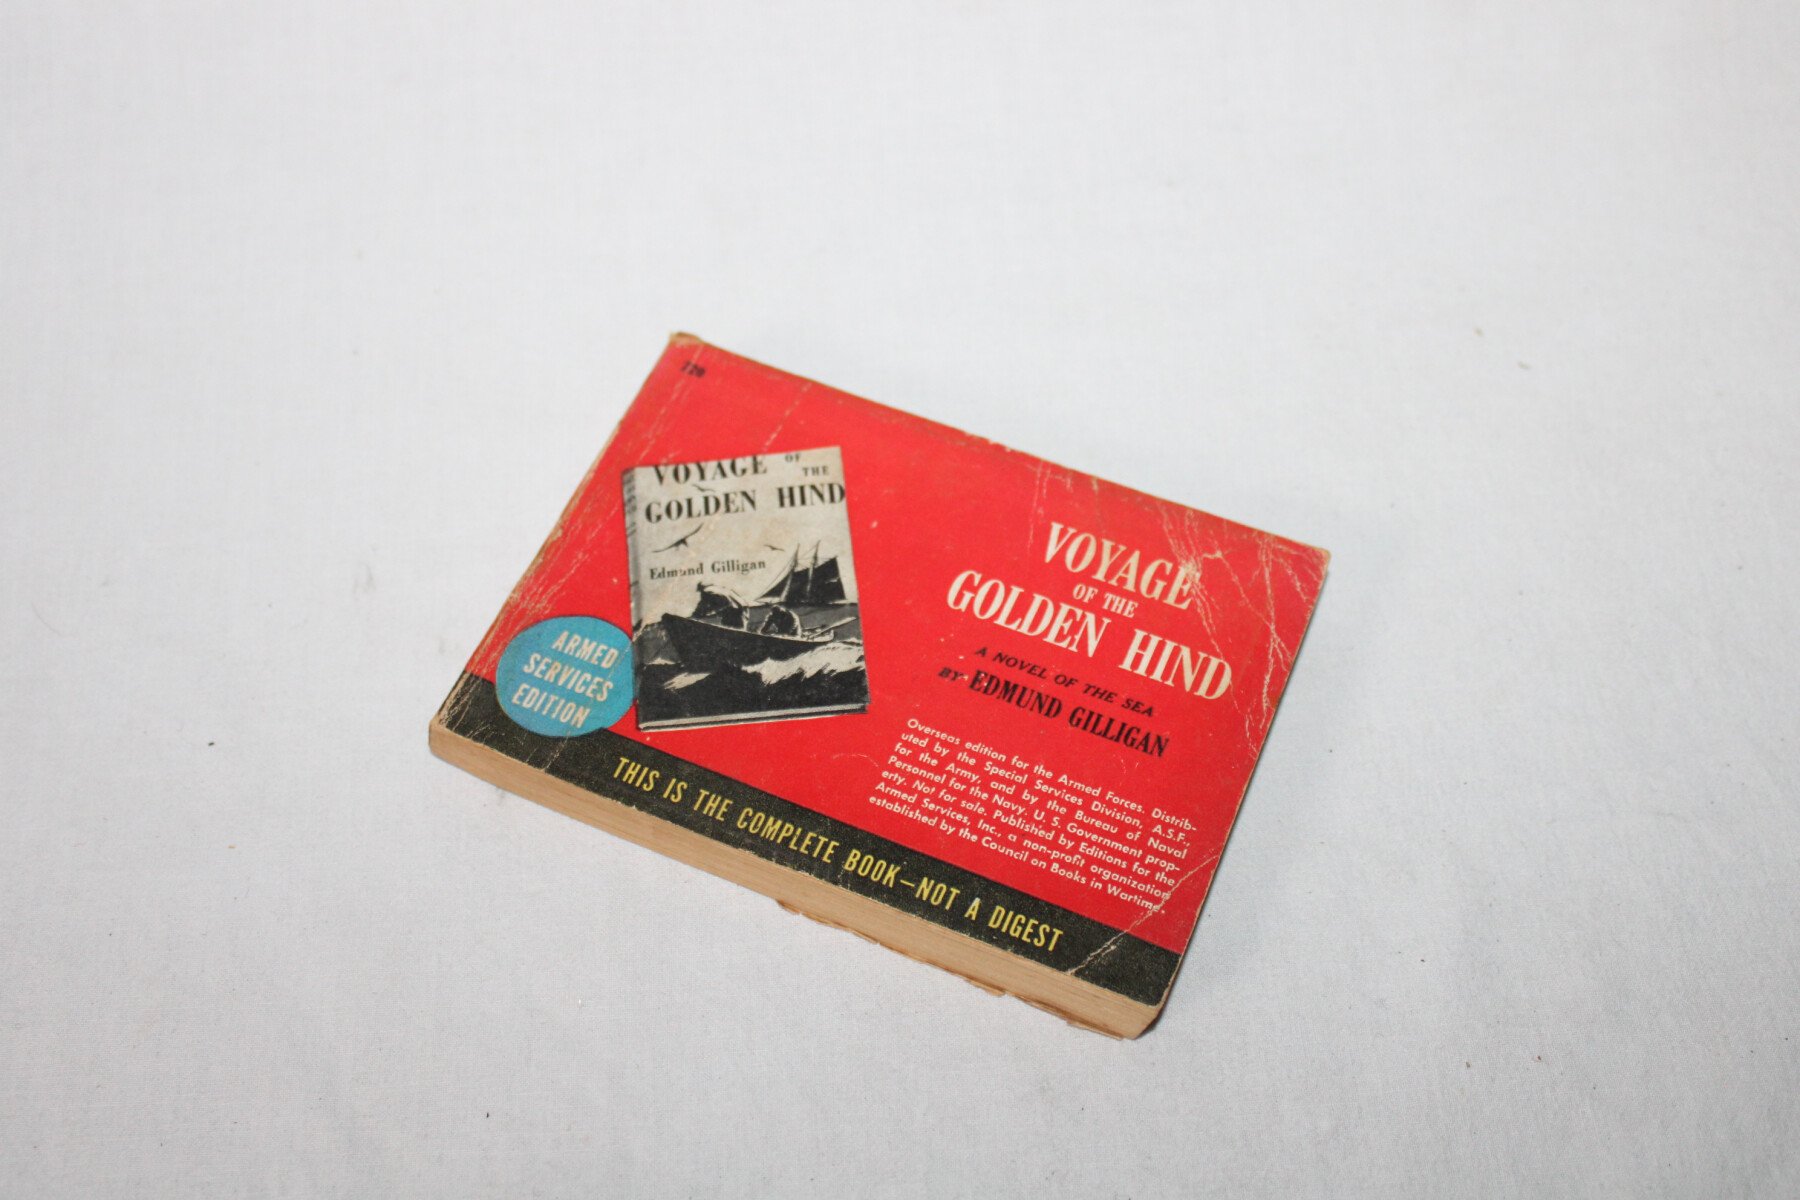 720
VOYAGE OF
THE
GOLDEN HIND
Edmund Gilligan
ARMED
SERVICES
EDITION
VOYAGE
OF THE
GOLDEN HIND
A NOVEL OF THE SEA
BY EDMUND GILLIGAN
Overseas edition for the Armed Forces. Distrib-
uted by the Special Services Division, A.S.F.,
for the Army, and by the Bureau of Naval
Personnel for the Navy. U. S. Government prop-
erty. Not for sale. Published by Editions for the
Armed Services, Inc., a non-profit organization
established by the Council on Books in Wartime.
THIS IS THE COMPLETE BOOK—NOT A DIGEST